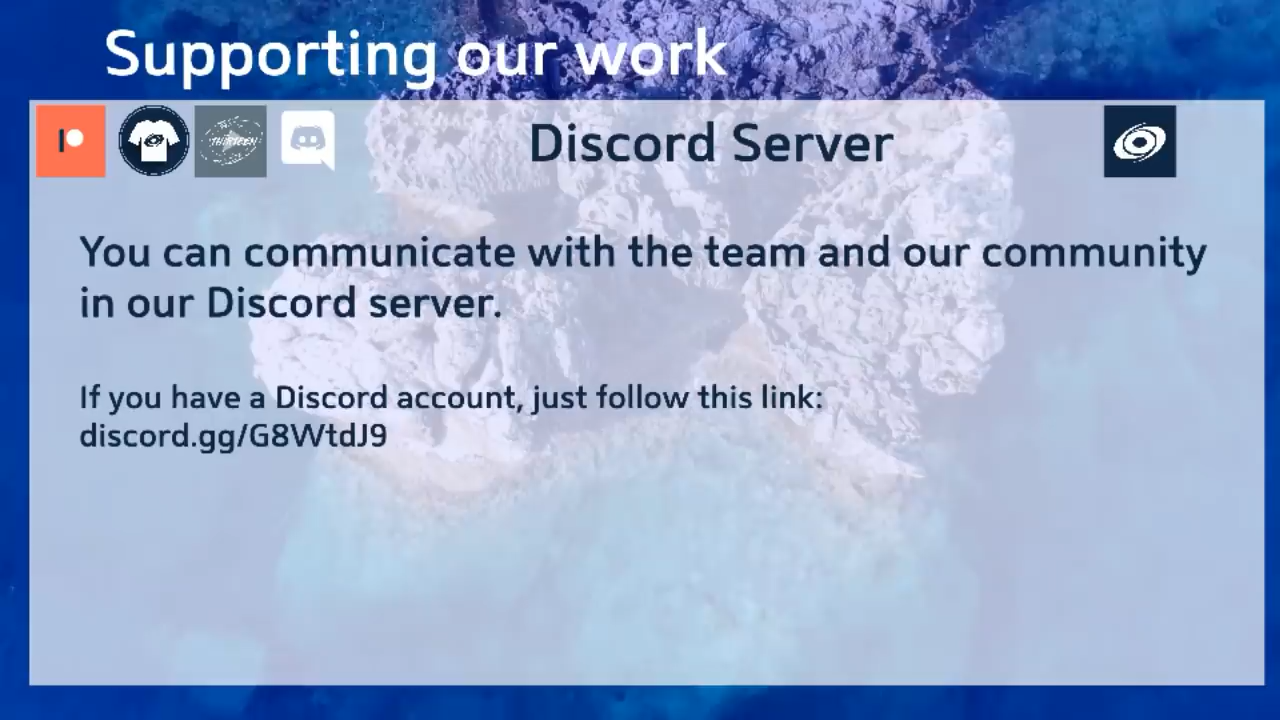 Supporting our work
THIRTEEN
Discord Server
You can communicate with the team and our community
in our Discord server.
If you have a Discord account, just follow this link:
discord.gg/G8WtdJ9